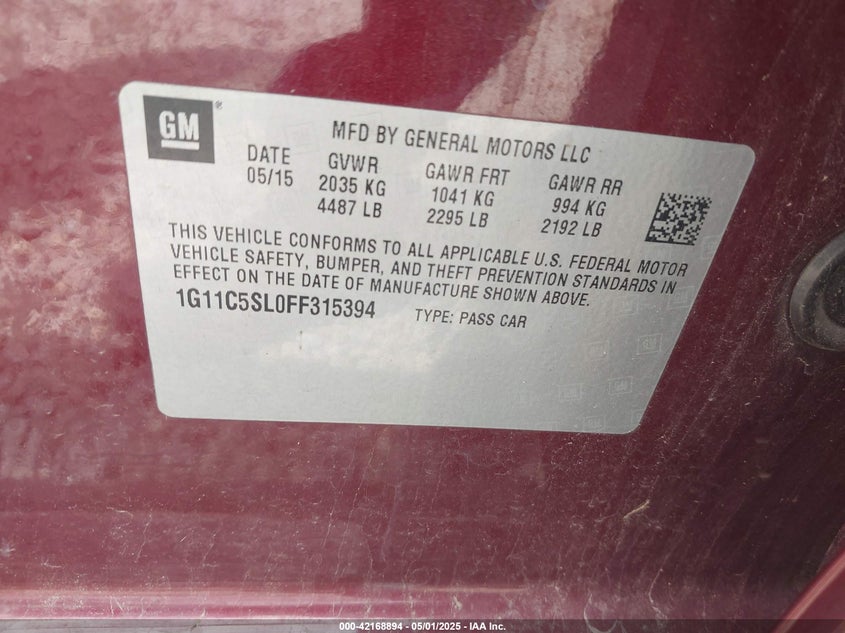 GM ®
MFD BY GENERAL MOTORS LLC
DATE GVWR GAWR FRT GAWR RR
05/15 2035 KG 1041 KG 994 KG
4487 LB 2295 LB 2192 LB
THIS VEHICLE CONFORMS TO ALL APPLICABLE U.S. FEDERAL MOTOR
VEHICLE SAFETY, BUMPER, AND THEFT PREVENTION STANDARDS IN
EFFECT ON THE DATE OF MANUFACTURE SHOWN ABOVE.
1G11C5SL0FF315394 TYPE: PASS CAR
000-42168894 - 05/01/2025 - IAA Inc.